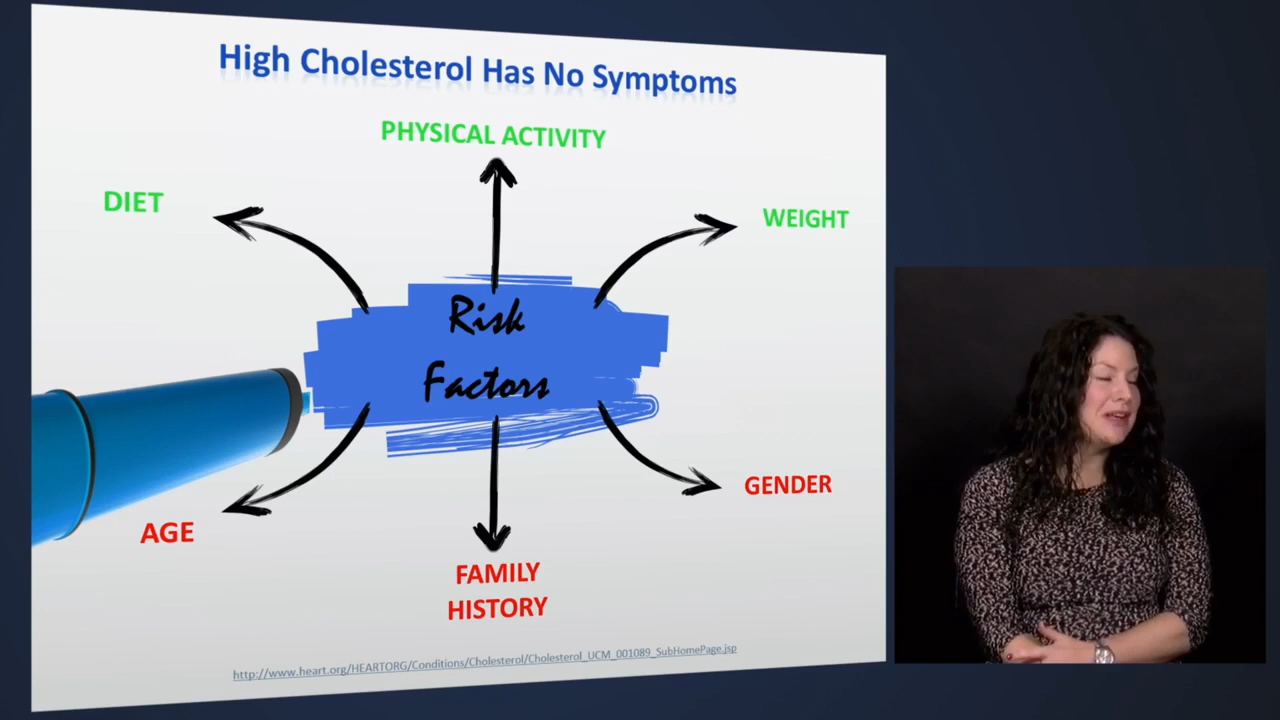 High Cholesterol Has No Symptoms
PHYSICAL ACTIVITY
DIET
WEIGHT
Risk
Factors
GENDER
AGE
FAMILY
HISTORY
http://www.heart.org/HEARTORG/Conditions/Cholesterol/Cholesterol_UCM_001089_SubHomePage.jsp